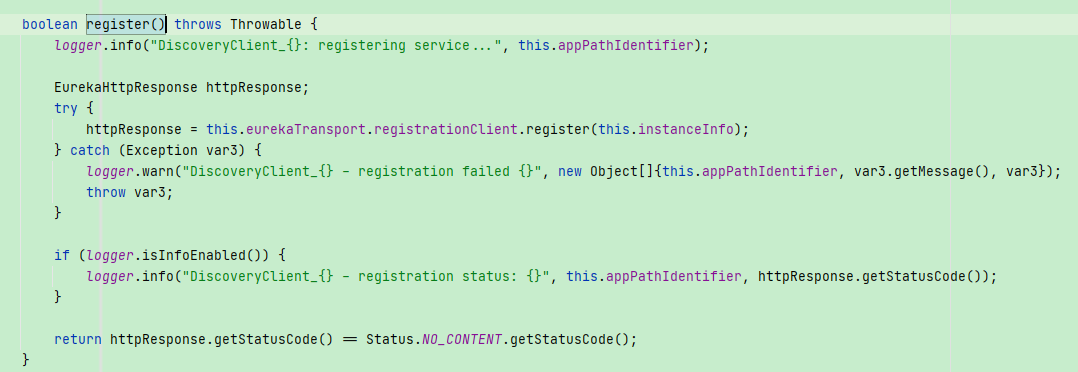 boolean register() throws Throwable {
    logger.info("DiscoveryClient_{}: registering service...", this.appPathIdentifier);

    EurekaHttpResponse httpResponse;
    try {
        httpResponse = this.eurekaTransport.registrationClient.register(this.instanceInfo);
    } catch (Exception var3) {
        logger.warn("DiscoveryClient_{} - registration failed {}", new Object[]{this.appPathIdentifier, var3.getMessage(), var3});
        throw var3;
    }

    if (logger.isInfoEnabled()) {
        logger.info("DiscoveryClient_{} - registration status: {}", this.appPathIdentifier, httpResponse.getStatusCode());
    }

    return httpResponse.getStatusCode() == Status.NO_CONTENT.getStatusCode();
}